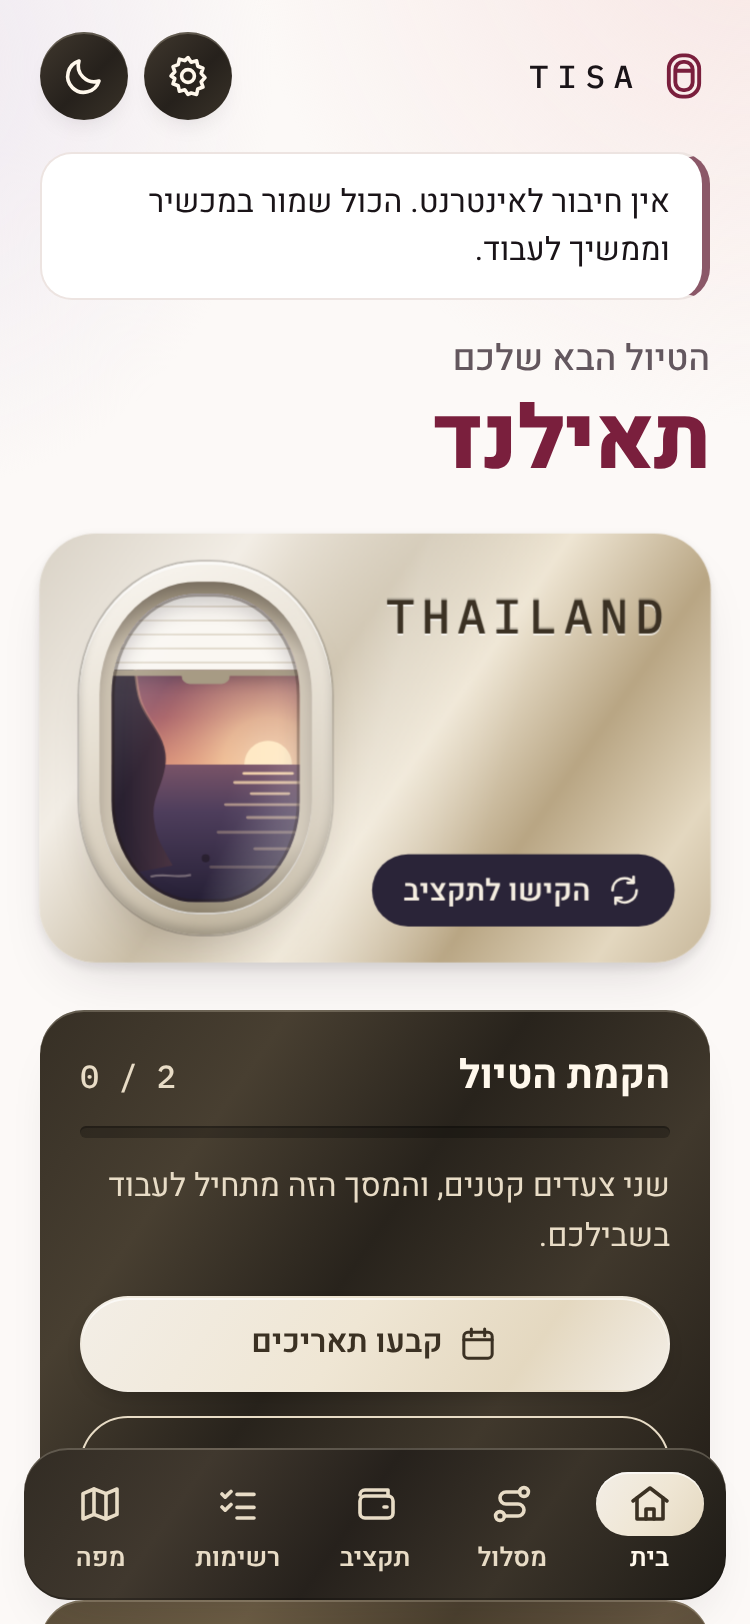 TISA
אין חיבור לאינטרנט. הכול שמור במכשיר
וממשיך לעבוד.
הטיול הבא שלכם
תאילנד
THAILAND
הקישו לתקציב
הקמת הטיול
0 / 2
שני צעדים קטנים, והמסך הזה מתחיל לעבוד
בשבילכם.
קבעו תאריכים
בית
מסלול
תקציב
רשימות
מפה